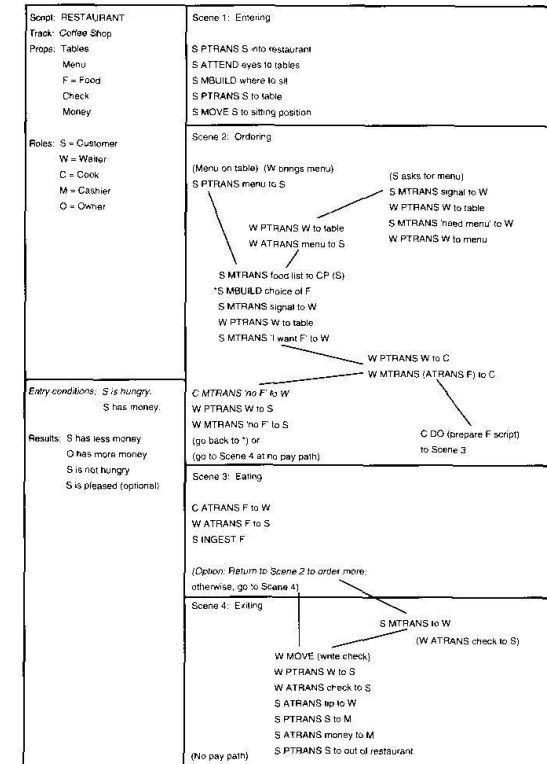 Script: RESTAURANT
Track: Coffee Shop
Props: Tables
Menu
F = Food
Check
Money
Roles: S = Customer
W = Waiter
C = Cook
M = Cashier
O = Owner
Entry conditions: S is hungry.
S has money.
Results: S has less money
O has more money
S is not hungry
S is pleased (optional)
Scene 1: Entering
S PTRANS S into restaurant
S ATTEND eyes to tables
S MBUILD where to sit
S PTRANS S to table
S MOVE S to sitting position
Scene 2: Ordering
(Menu on table) (W brings menu)
S PTRANS menu to S
(S asks for menu)
S MTRANS signal to W
W PTRANS W to table
S MTRANS 'need menu' to W
W PTRANS W to menu
W PTRANS W to table
W ATRANS menu to S
S MTRANS food list to CP (S)
*S MBUILD choice of F
S MTRANS signal to W
W PTRANS W to table
S MTRANS 'I want F' to W
W PTRANS W to C
W MTRANS (ATRANS F) to C
C MTRANS 'no F' to W
W PTRANS W to S
W MTRANS 'no F' to S
(go back to *) or
(go to Scene 4 at no pay path)
C DO (prepare F script)
to Scene 3
Scene 3: Eating
C ATRANS F to W
W ATRANS F to S
S INGEST F
(Option: Return to Scene 2 to order more;
otherwise, go to Scene 4)
Scene 4: Exiting
S MTRANS to W
(W ATRANS check to S)
W MOVE (write check)
W PTRANS W to S
W ATRANS check to S
S ATRANS tip to W
S PTRANS S to M
S ATRANS money to M
(No pay path) S PTRANS S to out of restaurant